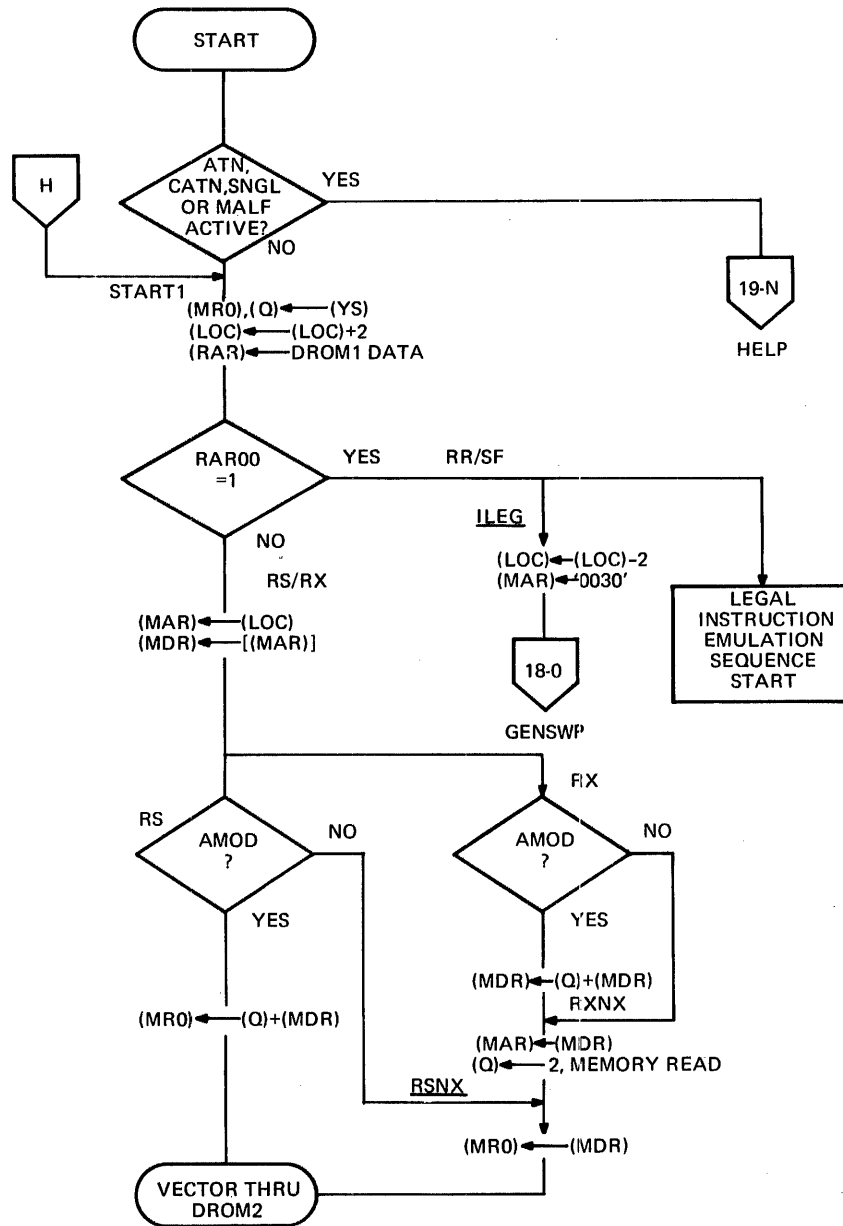 START
ATN,
CATN,SNGL
OR MALF
ACTIVE?
YES
H
NO
START1
19-N
HELP
(MR0),(Q)←(YS)
(LOC)←(LOC)+2
(RAR)←DROM1 DATA
RAR00
=1
YES
RR/SF
NO
ILEG
RS/RX
(LOC)←(LOC)-2
(MAR)←'0030'
(MAR)←(LOC)
(MDR)←[(MAR)]
LEGAL
INSTRUCTION
EMULATION
SEQUENCE
START
18-0
GENSWP
RX
RS
AMOD
?
NO
AMOD
?
NO
YES
YES
(MDR)←(Q)+(MDR)
RXNX
(MR0)←(Q)+(MDR)
(MAR)←(MDR)
(Q)←2, MEMORY READ
RSNX
(MR0)←(MDR)
VECTOR THRU
DROM2